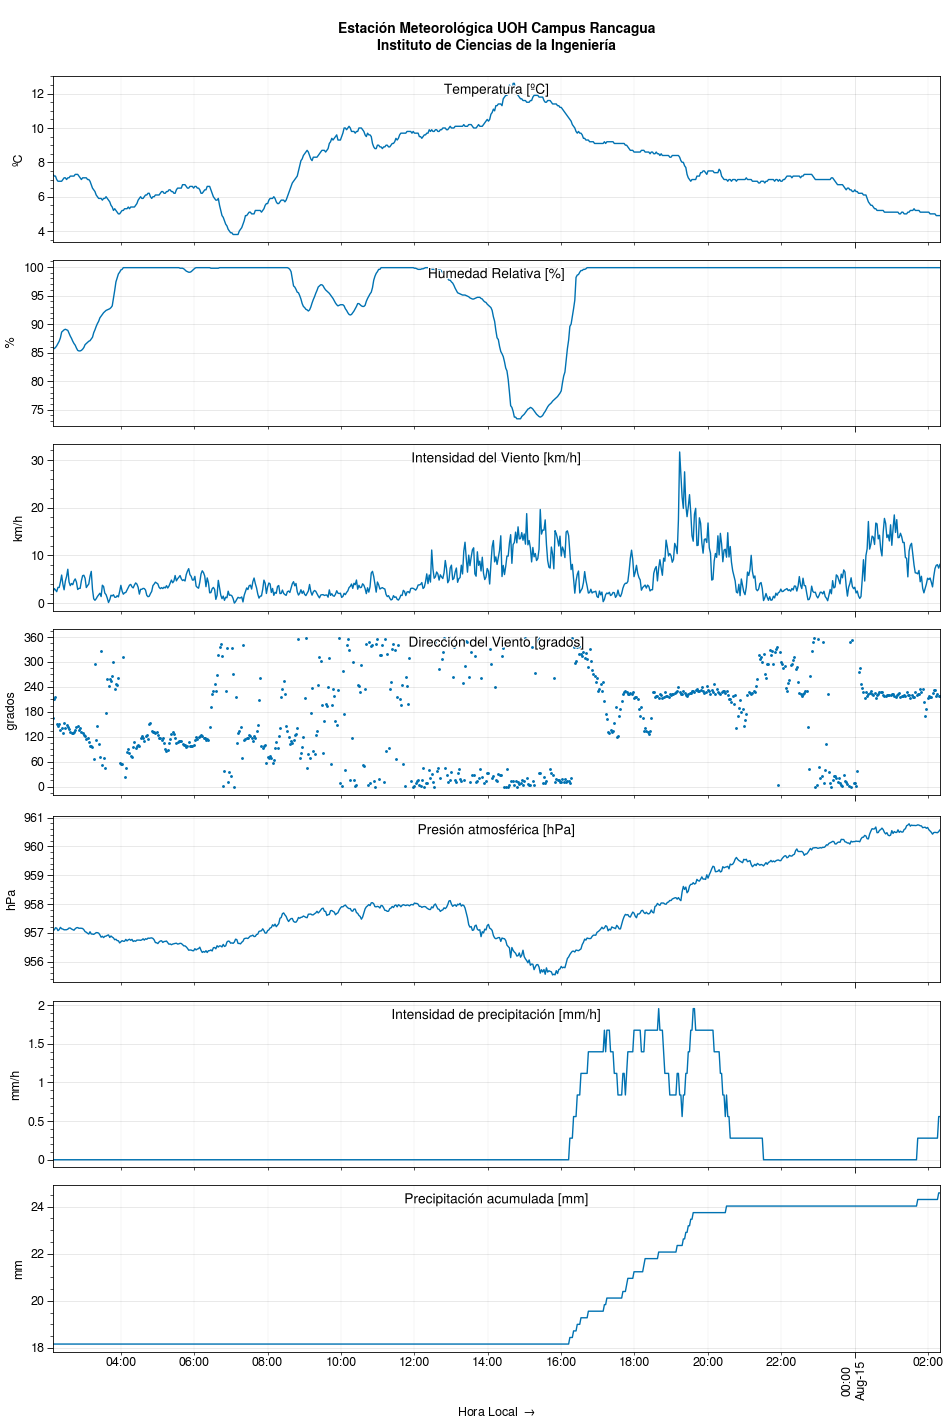 Estación Meteorológica UOH Campus Rancagua
Instituto de Ciencias de la Ingeniería
Temperatura [ºC]
12
10
8
6
4
ºC
Humedad Relativa [%]
100
95
90
85
80
75
%
Intensidad del Viento [km/h]
30
20
10
0
km/h
Dirección del Viento [grados]
360
300
240
180
120
60
0
grados
Presión atmosférica [hPa]
961
960
959
958
957
956
hPa
Intensidad de precipitación [mm/h]
2
1.5
1
0.5
0
mm/h
Precipitación acumulada [mm]
24
22
20
18
mm
04:00 06:00 08:00 10:00 12:00 14:00 16:00 18:00 20:00 22:00 00:00 02:00
Aug-15
Hora Local →